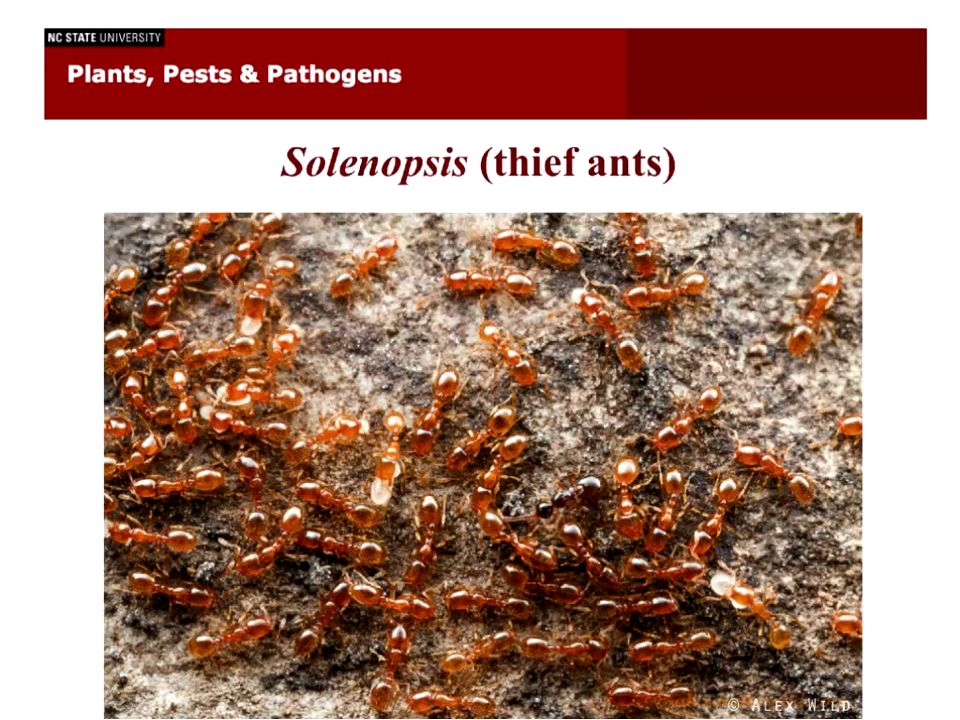 NC STATE UNIVERSITY
Plants, Pests & Pathogens
Solenopsis (thief ants)
© Alex Wild